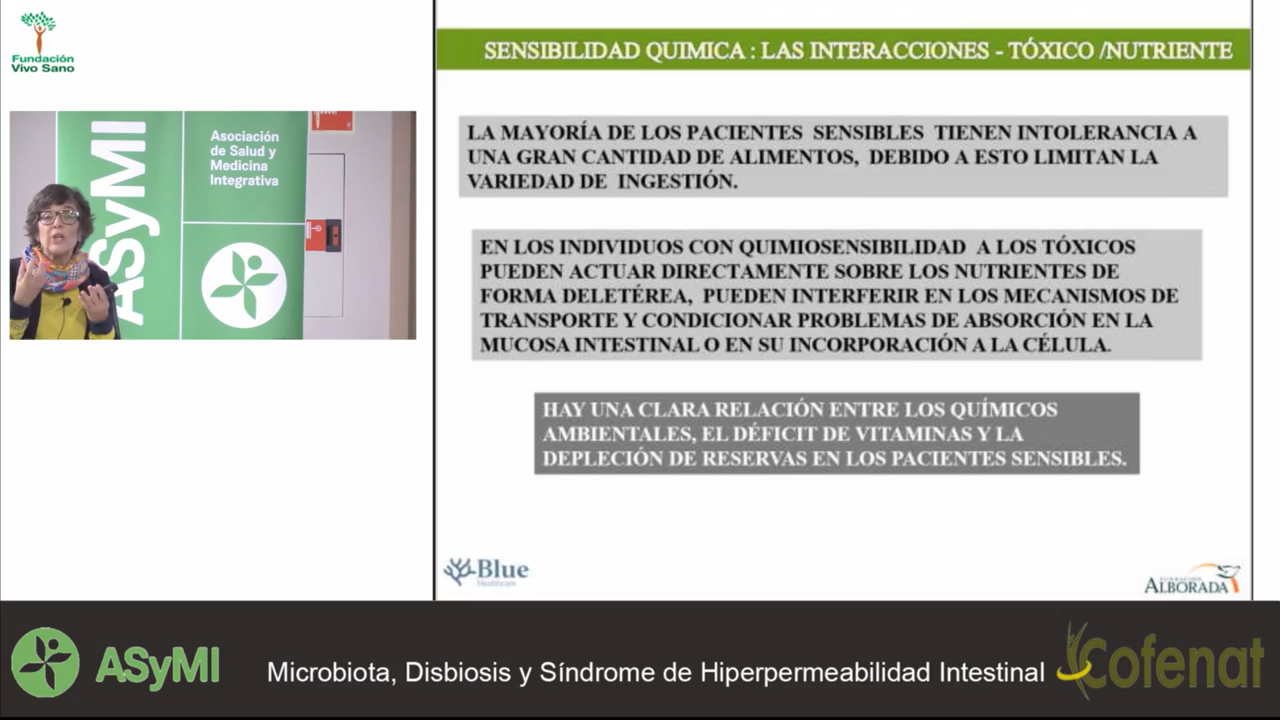 Fundación
Vivo Sano
ASyMI
Asociación
de Salud y
Medicina
Integrativa
SENSIBILIDAD QUIMICA : LAS INTERACCIONES - TÓXICO /NUTRIENTE
LA MAYORÍA DE LOS PACIENTES SENSIBLES TIENEN INTOLERANCIA A
UNA GRAN CANTIDAD DE ALIMENTOS, DEBIDO A ESTO LIMITAN LA
VARIEDAD DE INGESTIÓN.
EN LOS INDIVIDUOS CON QUIMIOSENSIBILIDAD A LOS TÓXICOS
PUEDEN ACTUAR DIRECTAMENTE SOBRE LOS NUTRIENTES DE
FORMA DELETÉREA, PUEDEN INTERFERIR EN LOS MECANISMOS DE
TRANSPORTE Y CONDICIONAR PROBLEMAS DE ABSORCIÓN EN LA
MUCOSA INTESTINAL O EN SU INCORPORACIÓN A LA CÉLULA.
HAY UNA CLARA RELACIÓN ENTRE LOS QUÍMICOS
AMBIENTALES, EL DÉFICIT DE VITAMINAS Y LA
DEPLECIÓN DE RESERVAS EN LOS PACIENTES SENSIBLES.
Blue
Healthcare
FUNDACIÓN
ALBORADA
ASyMI
Microbiota, Disbiosis y Síndrome de Hiperpermeabilidad Intestinal
Cofenat